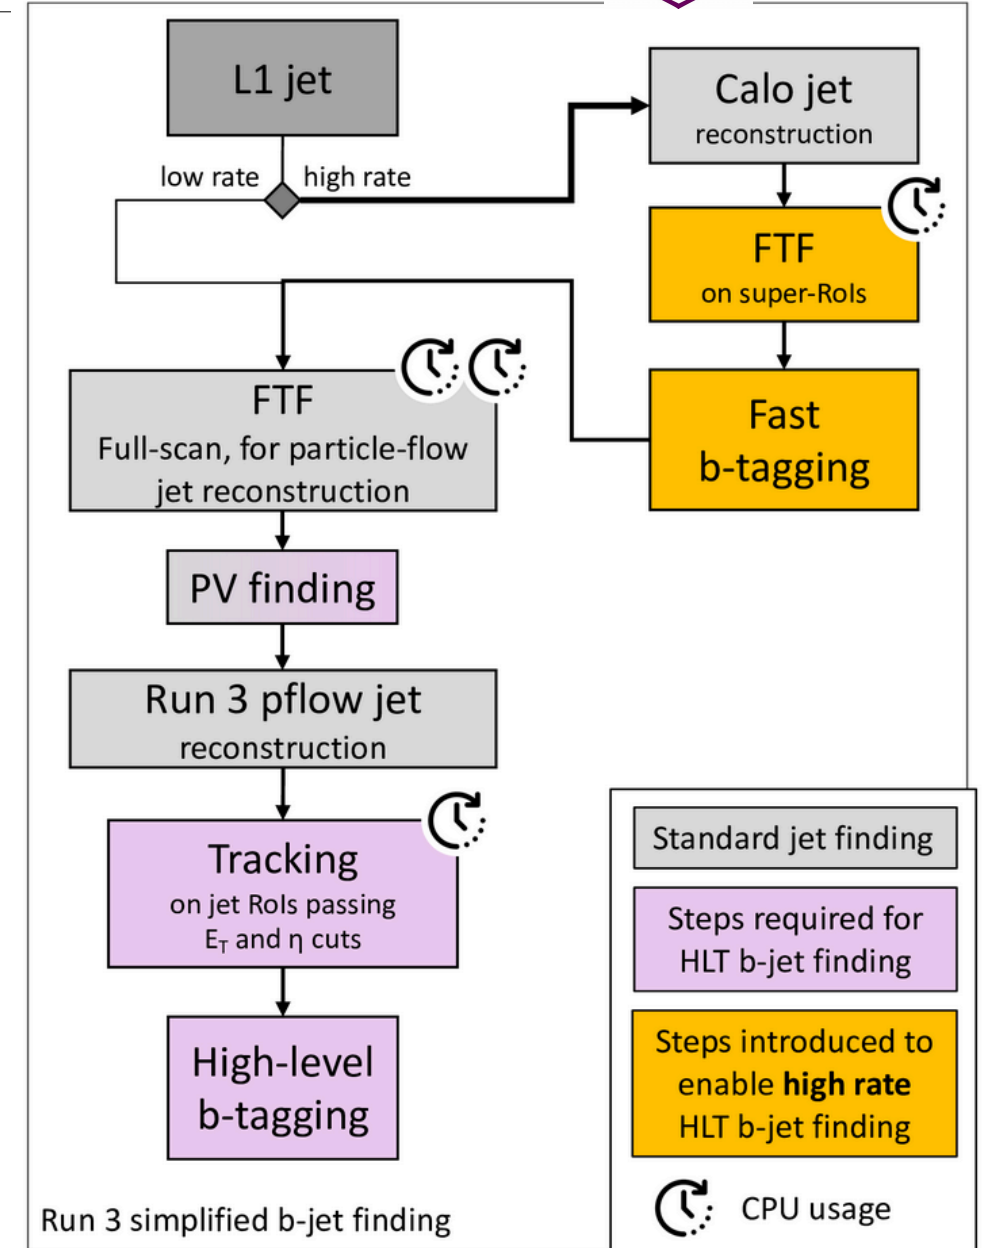 L1 jet
low rate
high rate
Calo jet
reconstruction
FTF
on super-RoIs
Fast
b-tagging
FTF
Full-scan, for particle-flow
jet reconstruction
PV finding
Run 3 pflow jet
reconstruction
Tracking
on jet RoIs passing
E_T and η cuts
High-level
b-tagging
Run 3 simplified b-jet finding
Standard jet finding
Steps required for
HLT b-jet finding
Steps introduced to
enable high rate
HLT b-jet finding
CPU usage